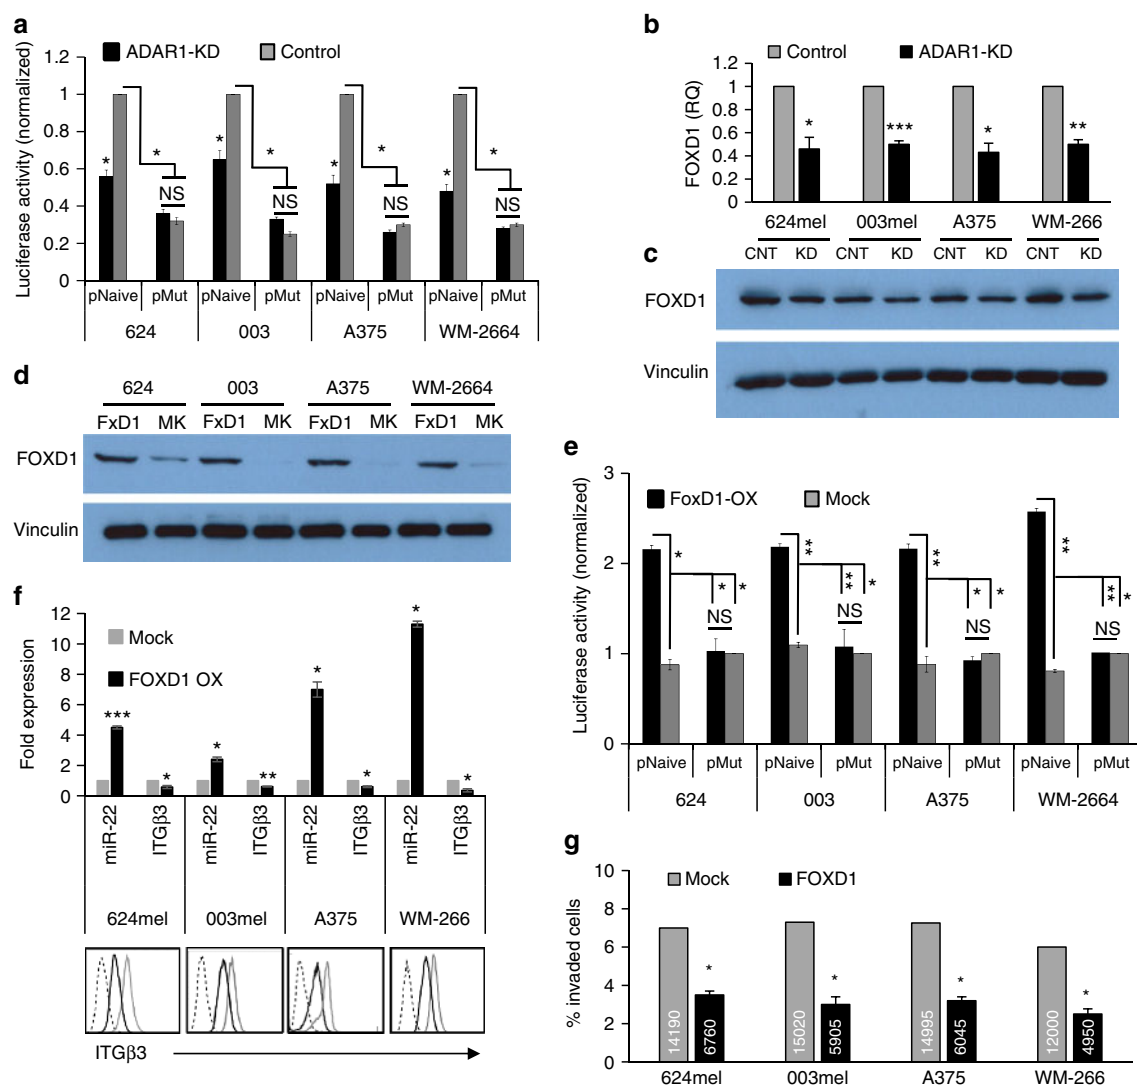 a
ADAR1-KD
Control
Luciferase activity (normalized)
1.2
1
0.8
0.6
0.4
0.2
0
* * NS
* * NS
* * NS
* * NS
pNaive pMut pNaive pMut pNaive pMut pNaive pMut
624 003 A375 WM-2664
b
Control
ADAR1-KD
FOXD1 (RQ)
1.2
1
0.8
0.6
0.4
0.2
0
* *** * **
624mel 003mel A375 WM-266
c
CNT KD CNT KD CNT KD CNT KD
FOXD1
Vinculin
d
624 003 A375 WM-2664
FxD1 MK FxD1 MK FxD1 MK FxD1 MK
FOXD1
Vinculin
e
FoxD1-OX
Mock
Luciferase activity (normalized)
3
2
1
0
* * * NS
** ** * NS
** * * NS
** ** * NS
pNaive pMut pNaive pMut pNaive pMut pNaive pMut
624 003 A375 WM-2664
f
Mock
FOXD1 OX
Fold expression
12
10
8
6
4
2
0
*** * * ** * * * *
miR-22 ITGβ3 miR-22 ITGβ3 miR-22 ITGβ3 miR-22 ITGβ3
624mel 003mel A375 WM-266
ITGβ3
g
Mock
FOXD1
% invaded cells
10
8
6
4
2
0
* * * *
14190 6760 15020 5905 14995 6045 12000 4950
624mel 003mel A375 WM-266